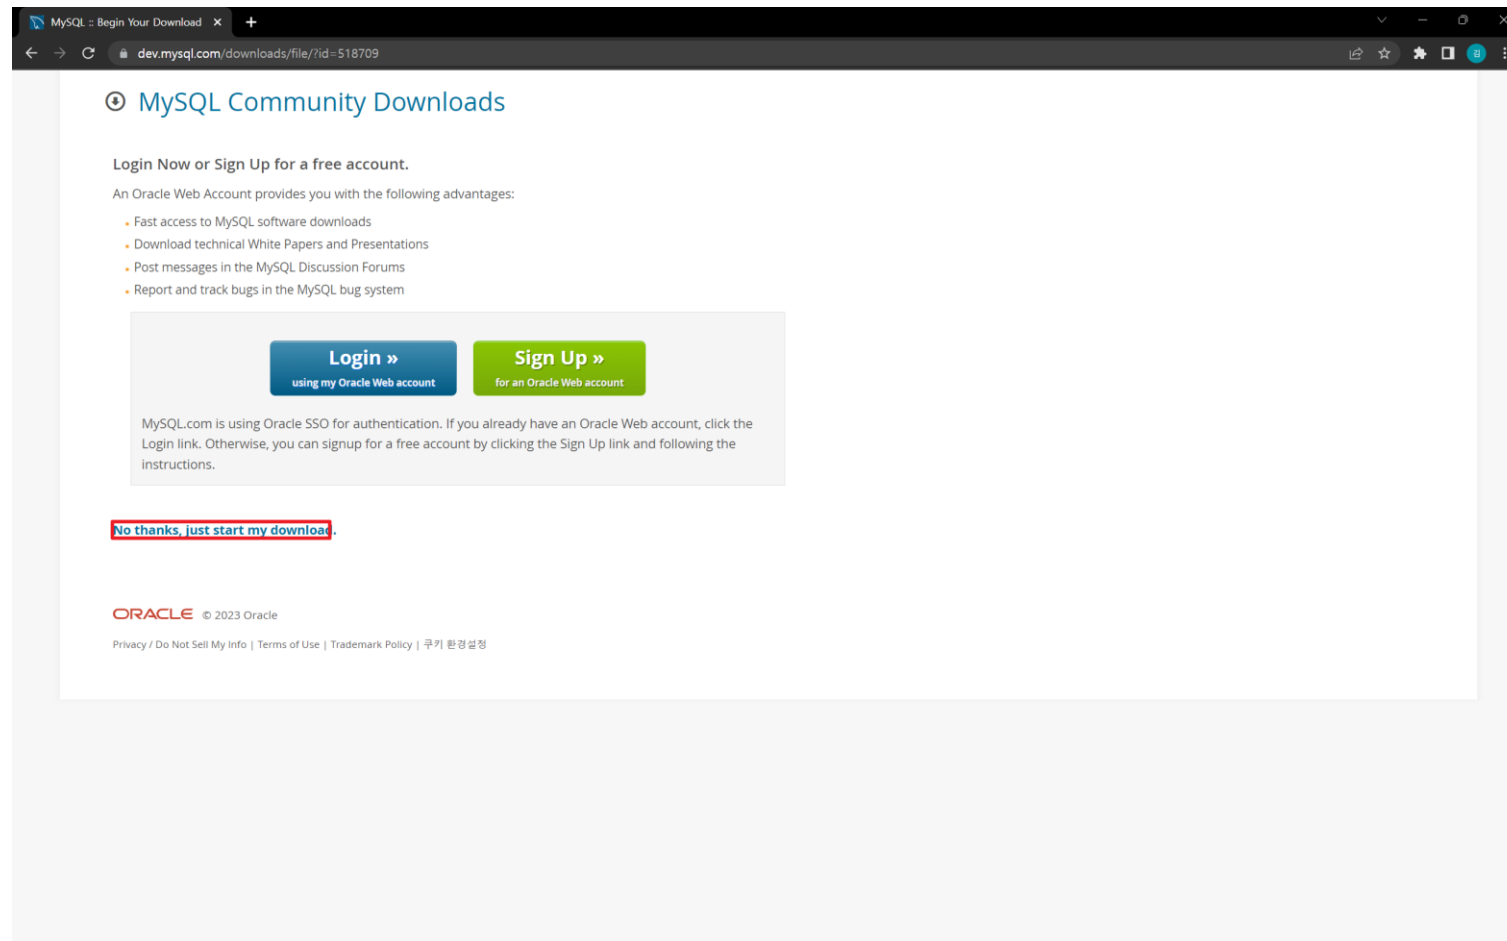 MySQL :: Begin Your Download
dev.mysql.com/downloads/file/?id=518709
김
MySQL Community Downloads
Login Now or Sign Up for a free account.
An Oracle Web Account provides you with the following advantages:
Fast access to MySQL software downloads
Download technical White Papers and Presentations
Post messages in the MySQL Discussion Forums
Report and track bugs in the MySQL bug system
Login »
using my Oracle Web account
Sign Up »
for an Oracle Web account
MySQL.com is using Oracle SSO for authentication. If you already have an Oracle Web account, click the
Login link. Otherwise, you can signup for a free account by clicking the Sign Up link and following the
instructions.
No thanks, just start my download.
ORACLE © 2023 Oracle
Privacy / Do Not Sell My Info | Terms of Use | Trademark Policy | 쿠키 환경설정